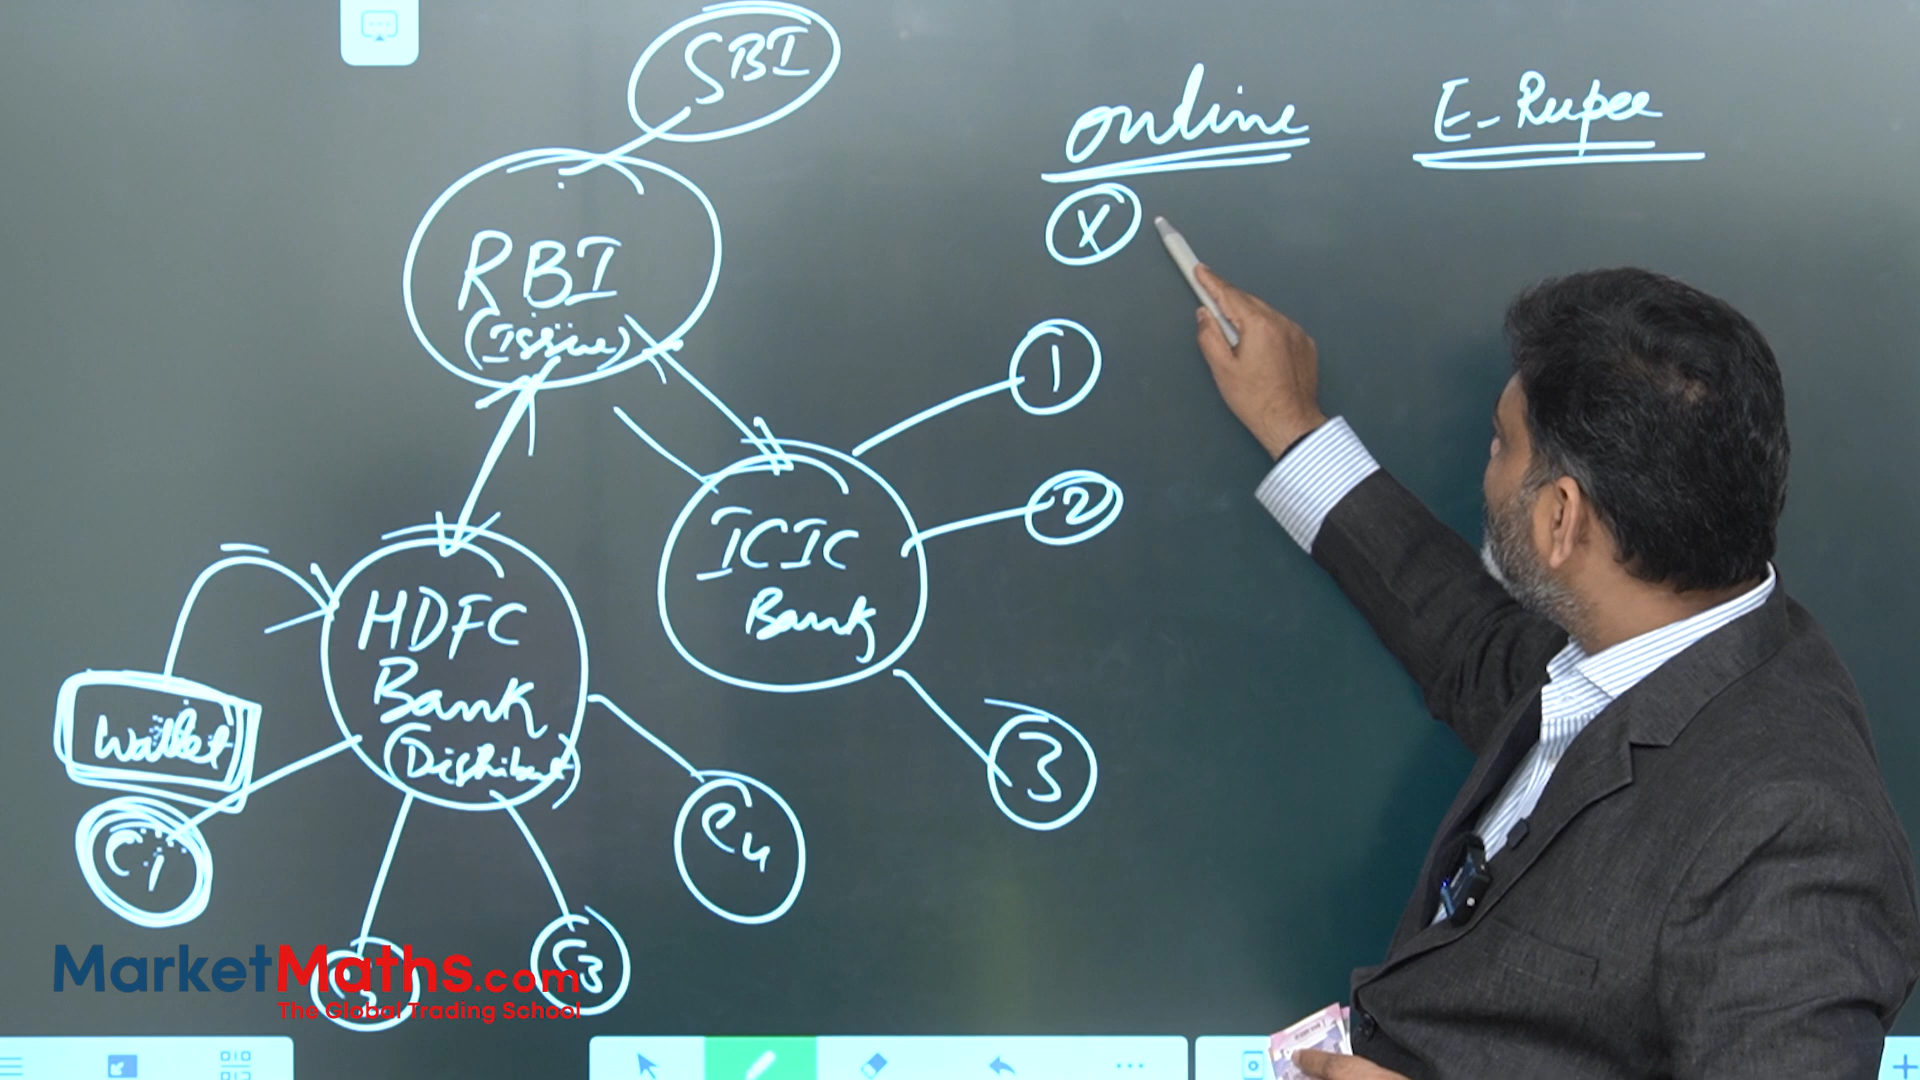 SBI
online
E-Rupee
X
RBI
(Issue)
1
2
ICIC
Bank
HDFC
Bank
Wallet
3
C1
C4
C3
MarketMaths.com
The Global Trading School